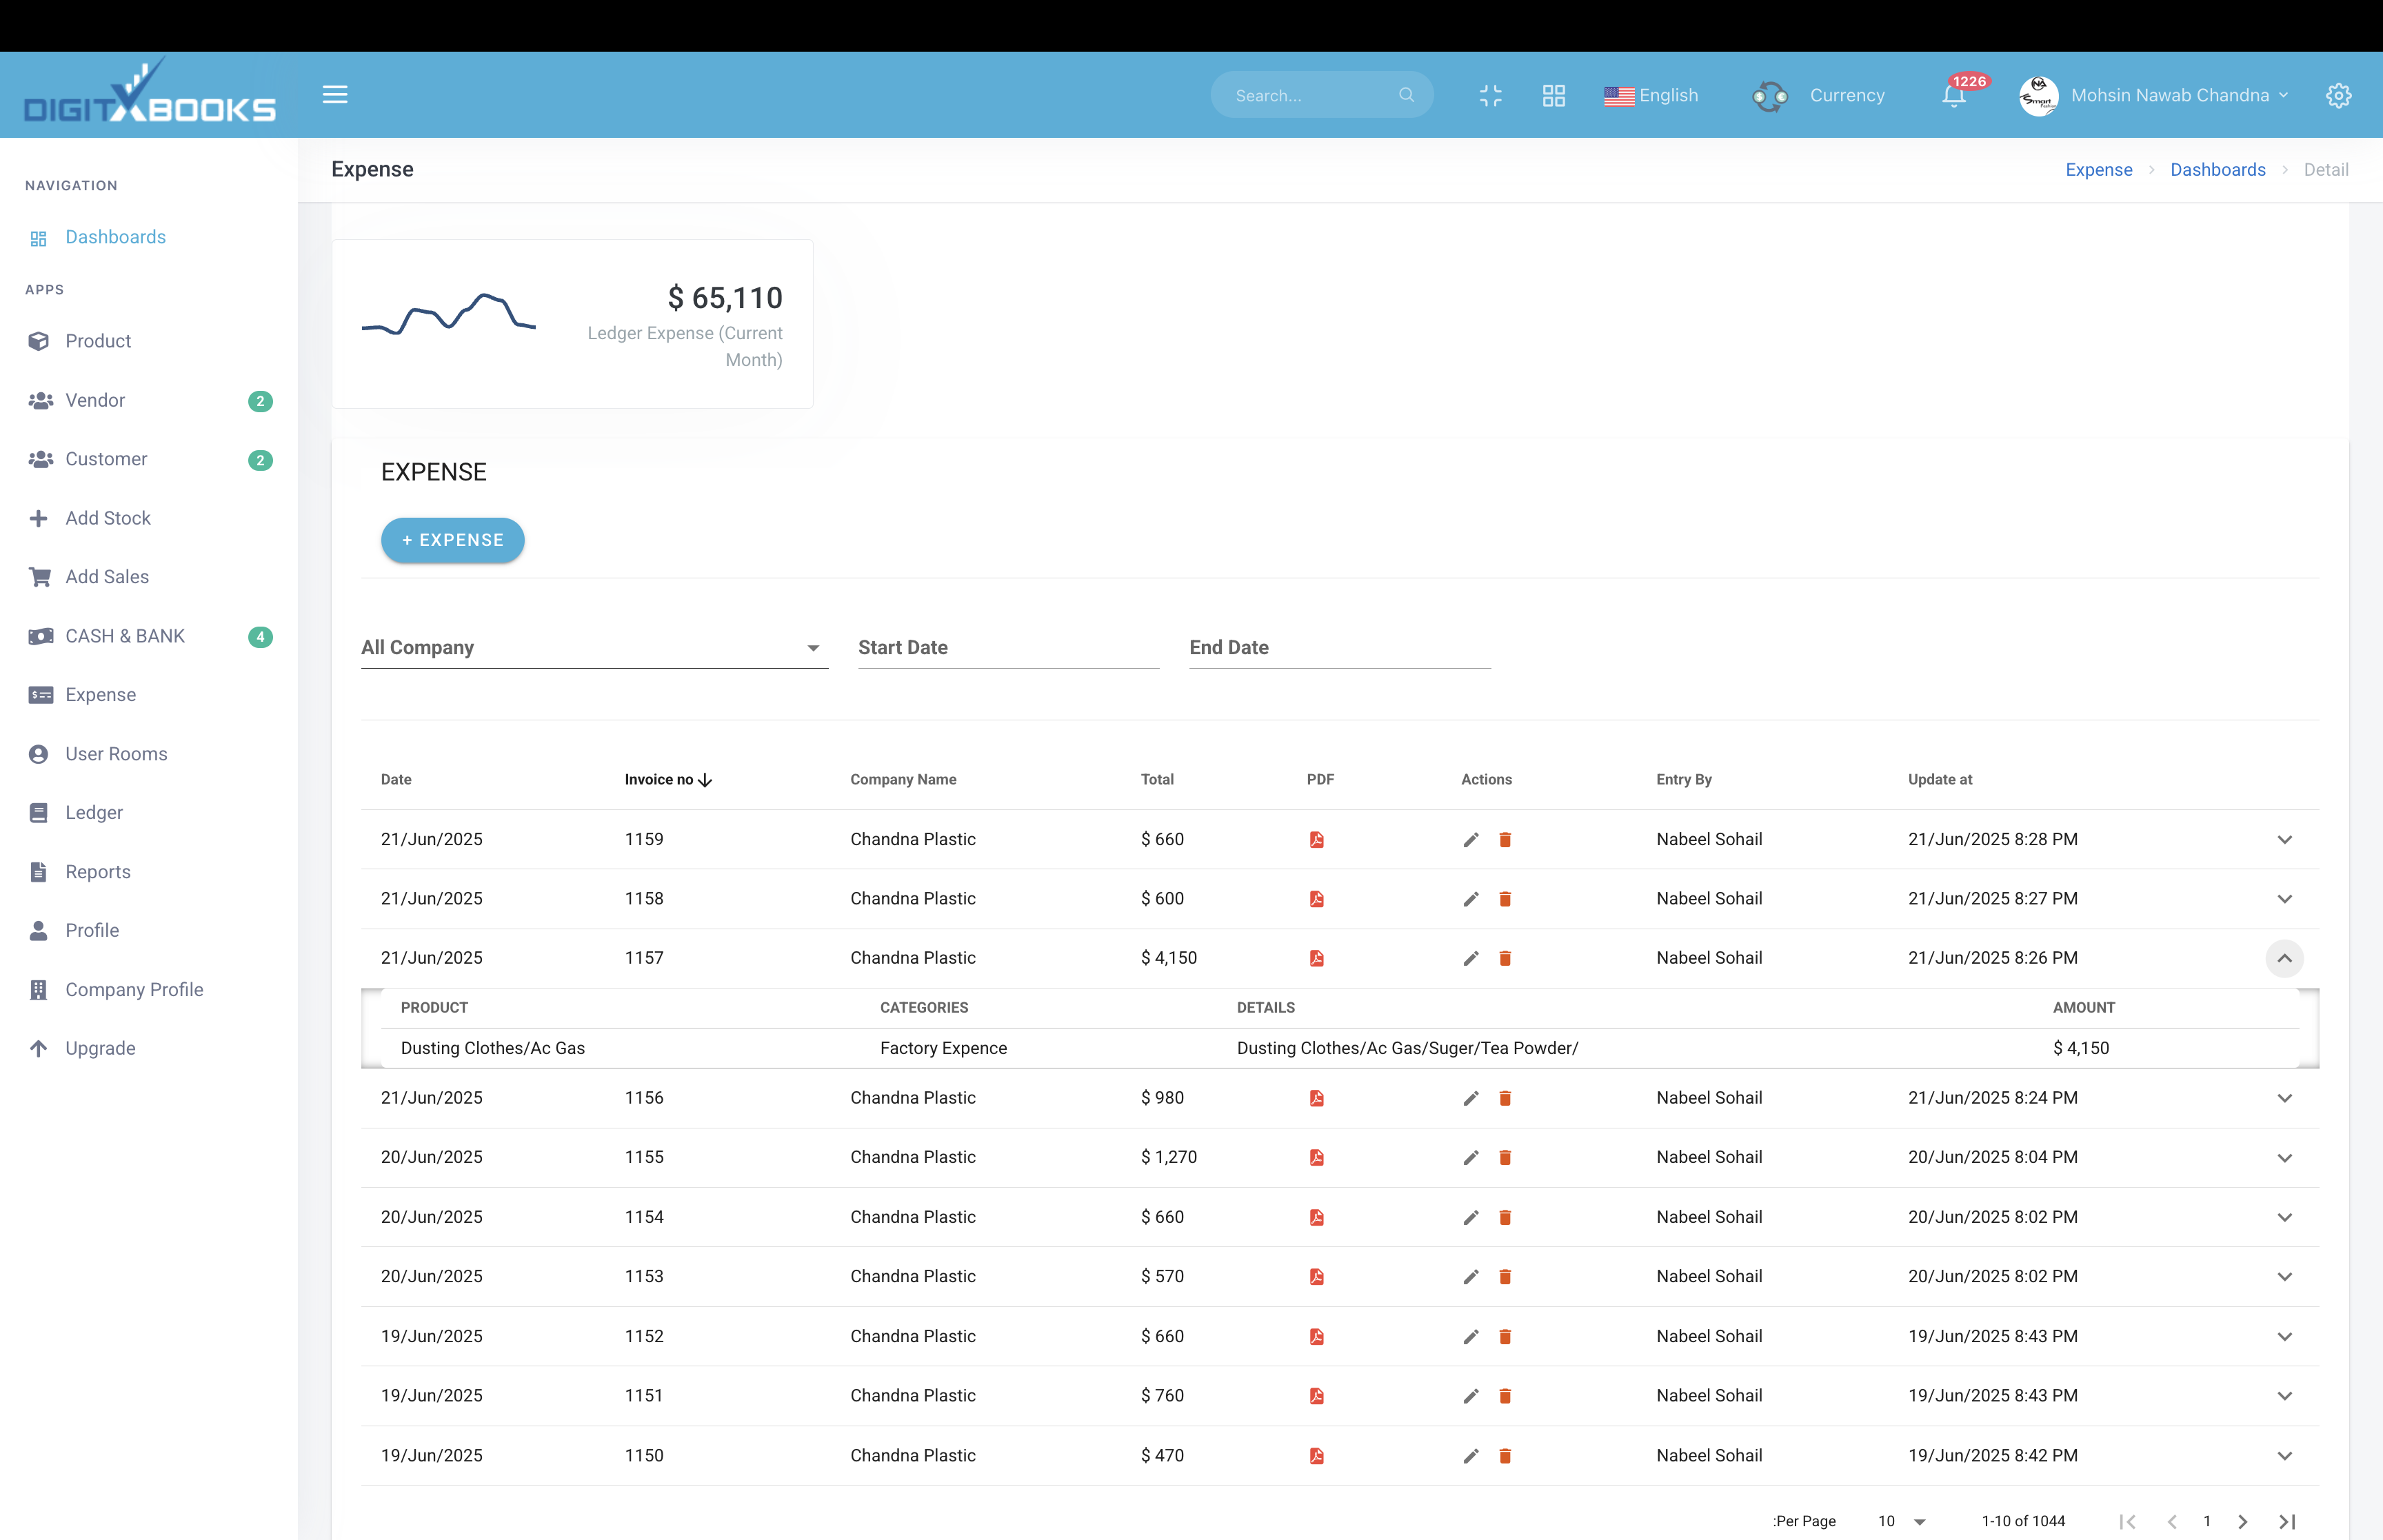 DIGITXBOOKS
Search...
English
Currency
1226
NA
Smart
Mohsin Nawab Chandna
NAVIGATION
Dashboards
APPS
Product
Vendor 2
Customer 2
Add Stock
Add Sales
CASH & BANK 4
Expense
User Rooms
Ledger
Reports
Profile
Company Profile
Upgrade
Expense
Expense > Dashboards > Detail
$ 65,110
Ledger Expense (Current
Month)
EXPENSE
+ EXPENSE
All Company Start Date End Date
Date Invoice no Company Name Total PDF Actions Entry By Update at
21/Jun/2025 1159 Chandna Plastic $ 660 Nabeel Sohail 21/Jun/2025 8:28 PM
21/Jun/2025 1158 Chandna Plastic $ 600 Nabeel Sohail 21/Jun/2025 8:27 PM
21/Jun/2025 1157 Chandna Plastic $ 4,150 Nabeel Sohail 21/Jun/2025 8:26 PM
PRODUCT CATEGORIES DETAILS AMOUNT
Dusting Clothes/Ac Gas Factory Expence Dusting Clothes/Ac Gas/Suger/Tea Powder/ $ 4,150
21/Jun/2025 1156 Chandna Plastic $ 980 Nabeel Sohail 21/Jun/2025 8:24 PM
20/Jun/2025 1155 Chandna Plastic $ 1,270 Nabeel Sohail 20/Jun/2025 8:04 PM
20/Jun/2025 1154 Chandna Plastic $ 660 Nabeel Sohail 20/Jun/2025 8:02 PM
20/Jun/2025 1153 Chandna Plastic $ 570 Nabeel Sohail 20/Jun/2025 8:02 PM
19/Jun/2025 1152 Chandna Plastic $ 660 Nabeel Sohail 19/Jun/2025 8:43 PM
19/Jun/2025 1151 Chandna Plastic $ 760 Nabeel Sohail 19/Jun/2025 8:43 PM
19/Jun/2025 1150 Chandna Plastic $ 470 Nabeel Sohail 19/Jun/2025 8:42 PM
:Per Page 10 1-10 of 1044 1